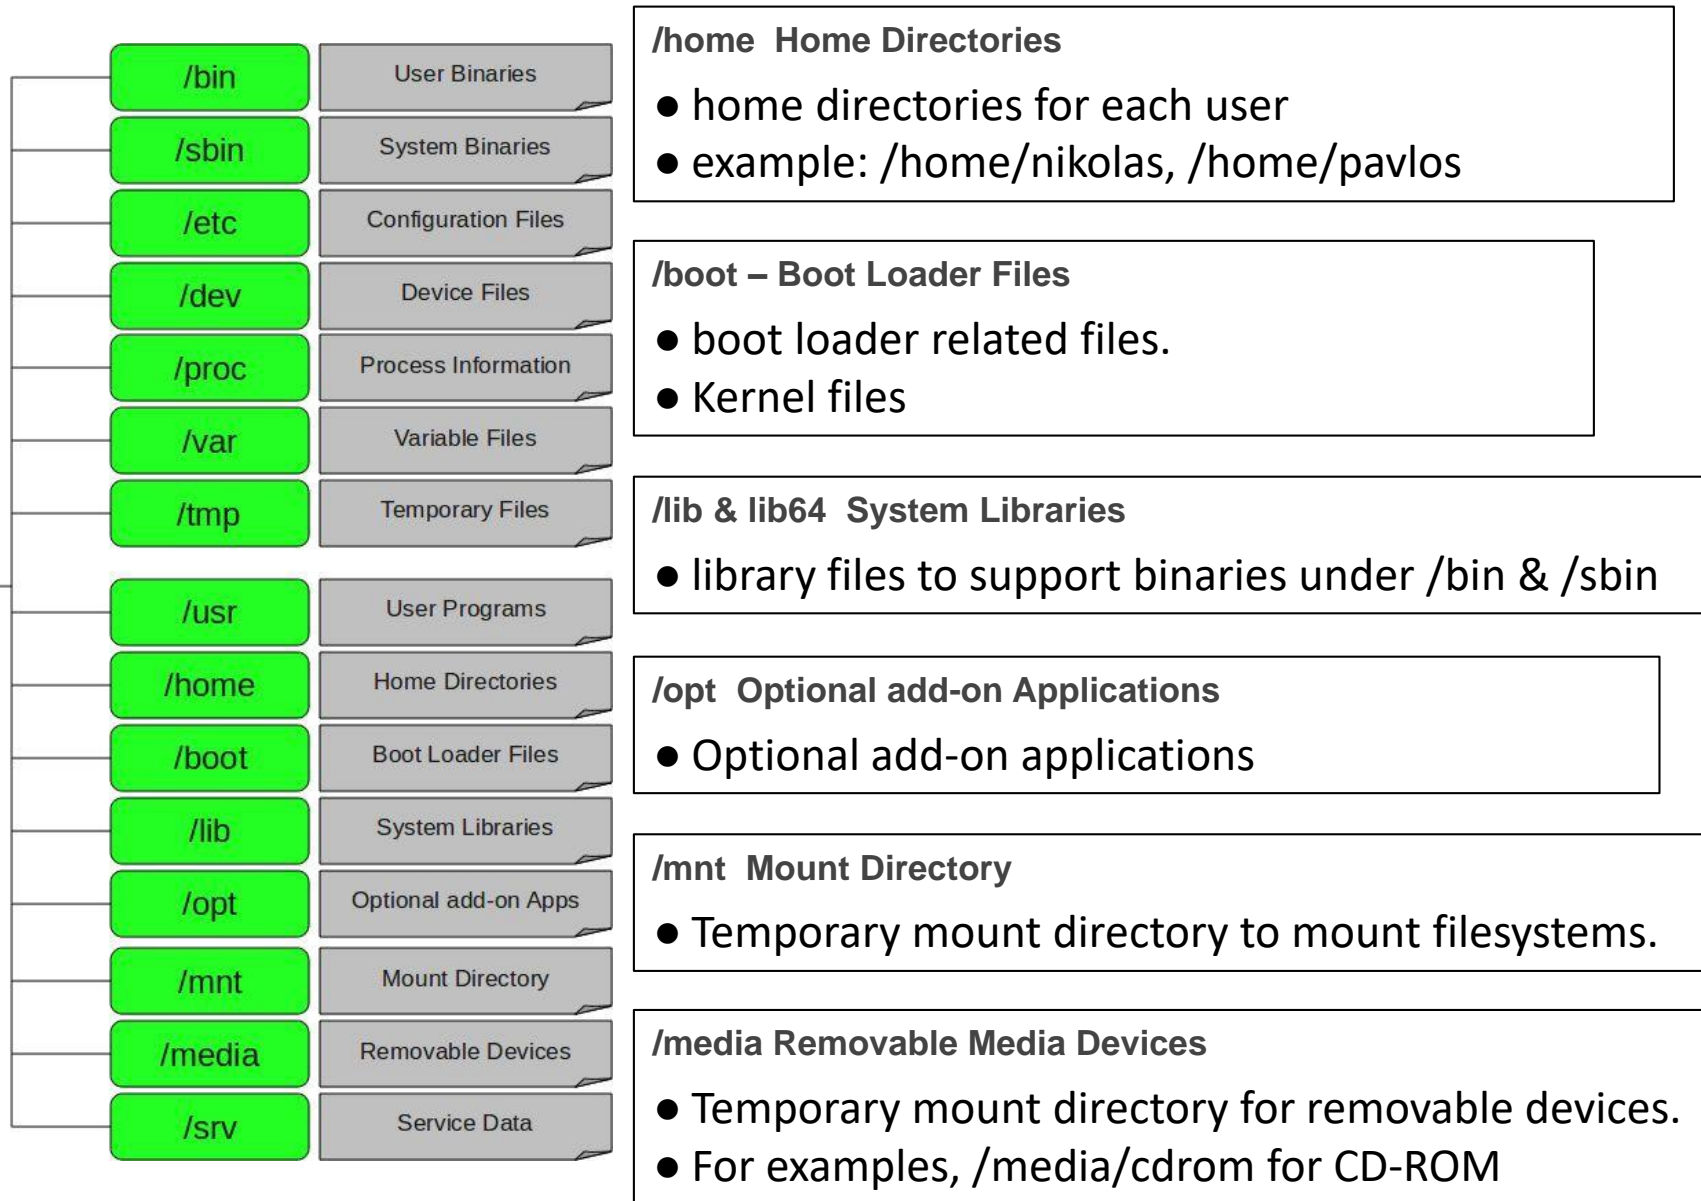 /bin User Binaries
/sbin System Binaries
/etc Configuration Files
/dev Device Files
/proc Process Information
/var Variable Files
/tmp Temporary Files
/usr User Programs
/home Home Directories
/boot Boot Loader Files
/lib System Libraries
/opt Optional add-on Apps
/mnt Mount Directory
/media Removable Devices
/srv Service Data
/home Home Directories
● home directories for each user
● example: /home/nikolas, /home/pavlos
/boot – Boot Loader Files
● boot loader related files.
● Kernel files
/lib & lib64 System Libraries
● library files to support binaries under /bin & /sbin
/opt Optional add-on Applications
● Optional add-on applications
/mnt Mount Directory
● Temporary mount directory to mount filesystems.
/media Removable Media Devices
● Temporary mount directory for removable devices.
● For examples, /media/cdrom for CD-ROM